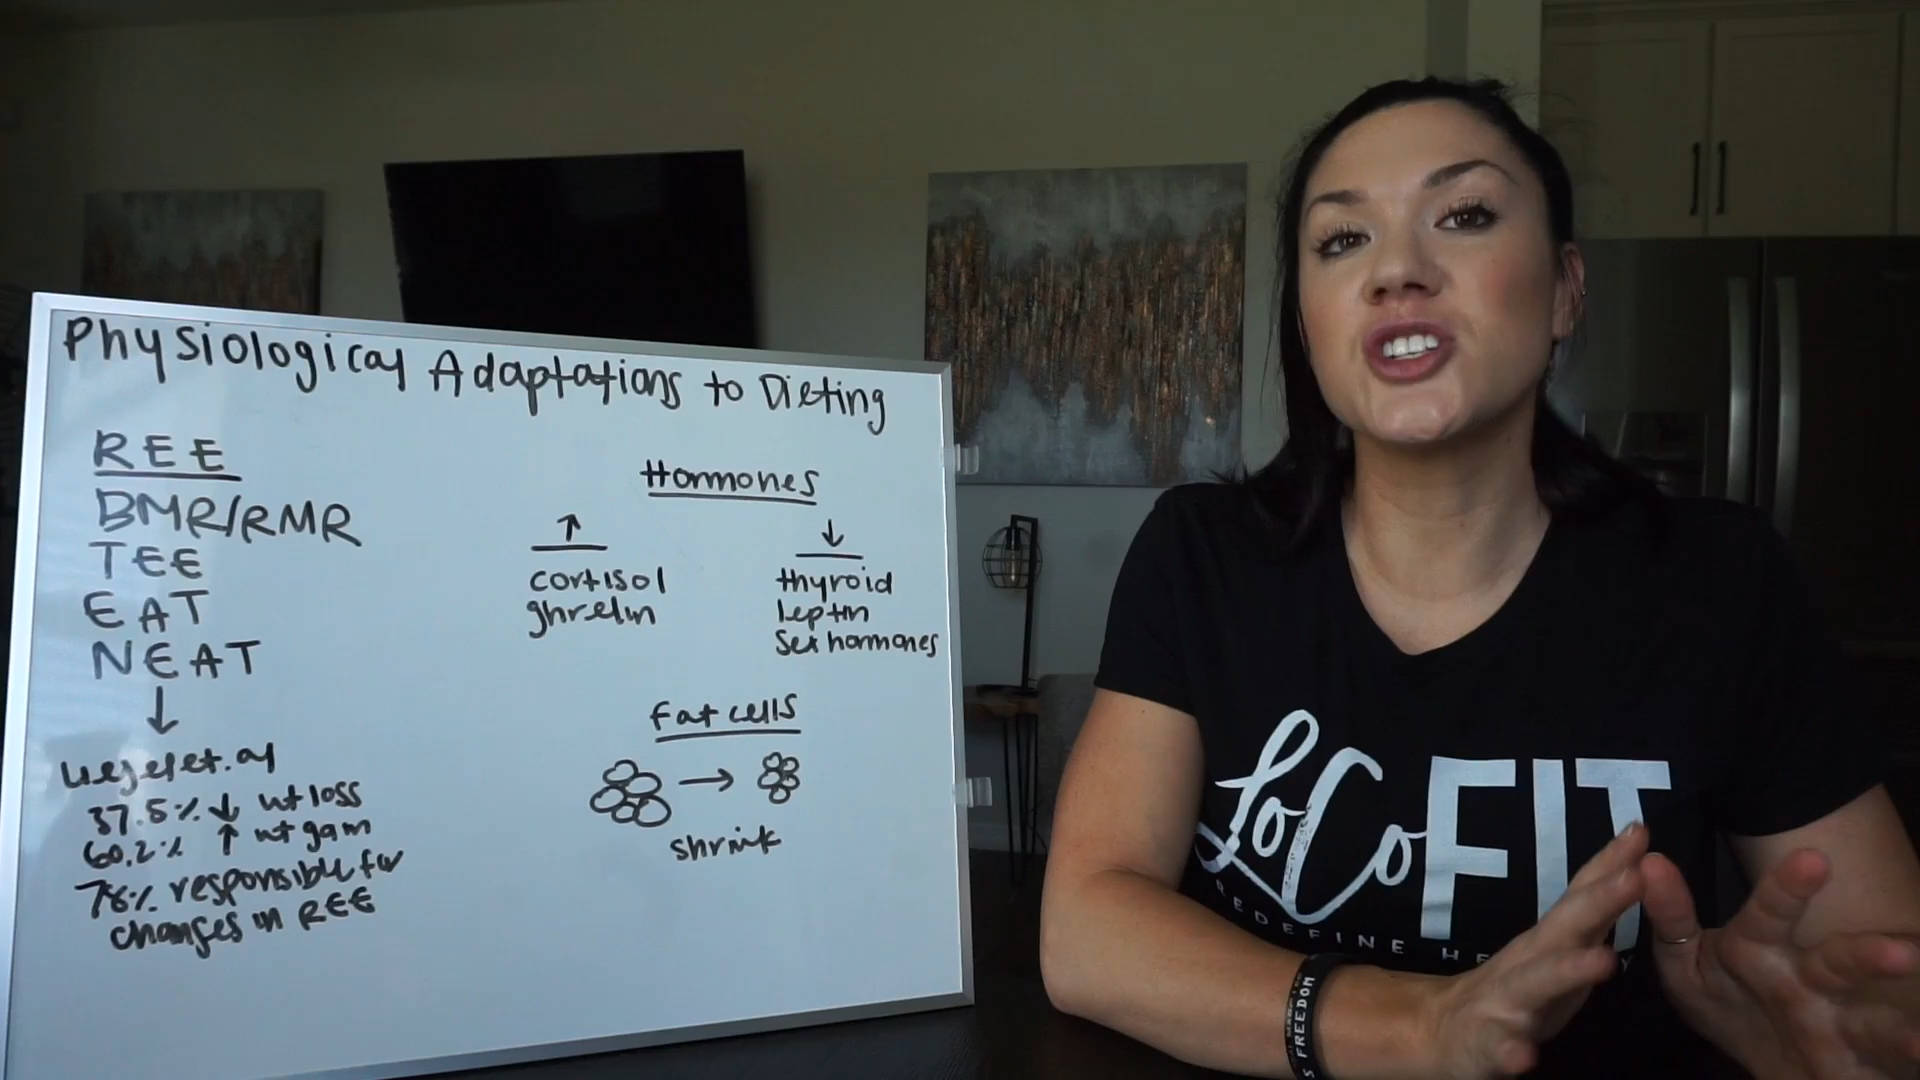 Physiological Adaptations to Dieting
REE
BMR/RMR
TEE
EAT
NEAT
↓
et. al
37.5% ↓ wt loss
60.2% ↑ wt gain
78% responsible for
changes in REE
Hormones
↑
cortisol
ghrelin
↓
thyroid
leptin
Sex hormones
Fat cells
→
shrink
LoCoFIT
REDEFINE HE
S FREEDOM